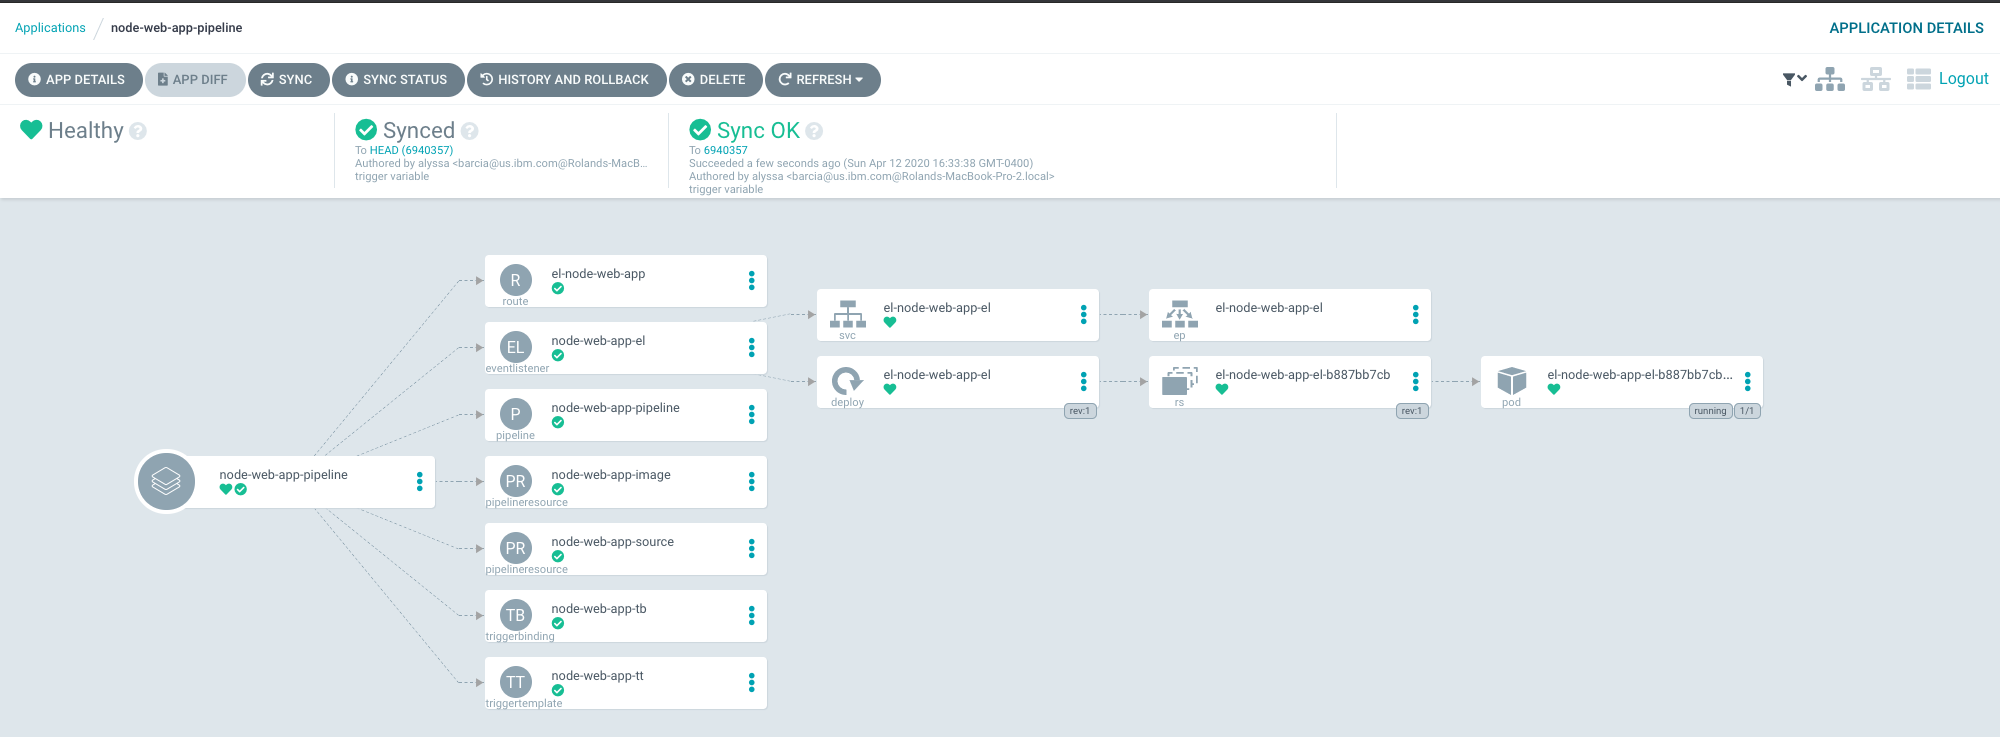 Applications / node-web-app-pipeline
APPLICATION DETAILS
APP DETAILS
APP DIFF
SYNC
SYNC STATUS
HISTORY AND ROLLBACK
DELETE
REFRESH
Logout
Healthy ?
Synced ?
To HEAD (6940357)
Authored by alyssa <barcia@us.ibm.com@Rolands-MacB...
trigger variable
Sync OK ?
To 6940357
Succeeded a few seconds ago (Sun Apr 12 2020 16:33:38 GMT-0400)
Authored by alyssa <barcia@us.ibm.com@Rolands-MacBook-Pro-2.local>
trigger variable
node-web-app-pipeline
R
route
el-node-web-app
EL
eventlistener
node-web-app-el
P
pipeline
node-web-app-pipeline
PR
pipelineresource
node-web-app-image
PR
pipelineresource
node-web-app-source
TB
triggerbinding
node-web-app-tb
TT
triggertemplate
node-web-app-tt
svc
el-node-web-app-el
deploy
el-node-web-app-el
rev:1
ep
el-node-web-app-el
rs
el-node-web-app-el-b887bb7cb
rev:1
pod
el-node-web-app-el-b887bb7cb...
running
1/1